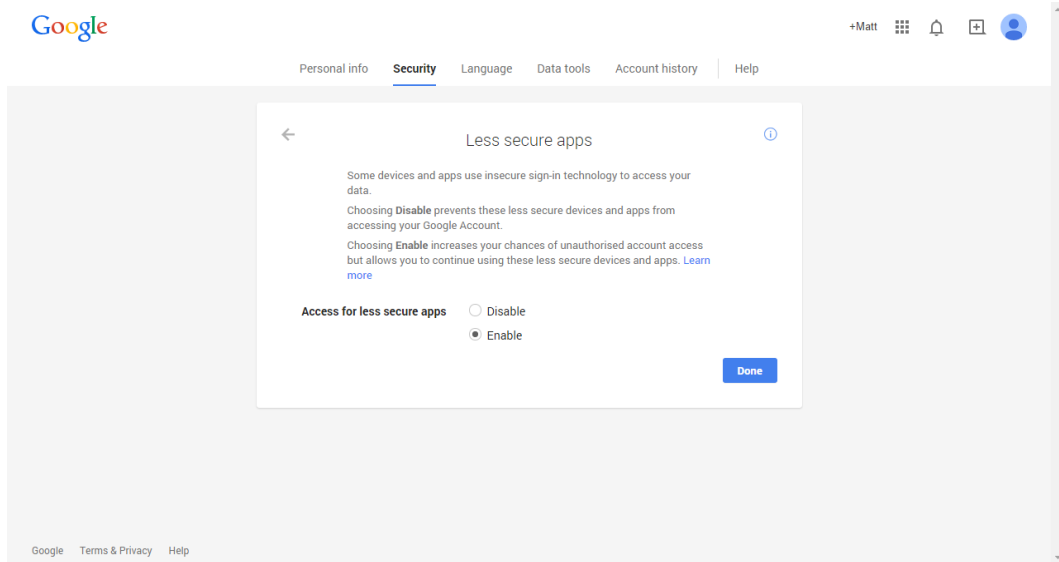 Google
+Matt
Personal info Security Language Data tools Account history Help
Less secure apps
Some devices and apps use insecure sign-in technology to access your
data.
Choosing Disable prevents these less secure devices and apps from
accessing your Google Account.
Choosing Enable increases your chances of unauthorised account access
but allows you to continue using these less secure devices and apps. Learn
more
Access for less secure apps Disable
Enable
Done
Google Terms & Privacy Help